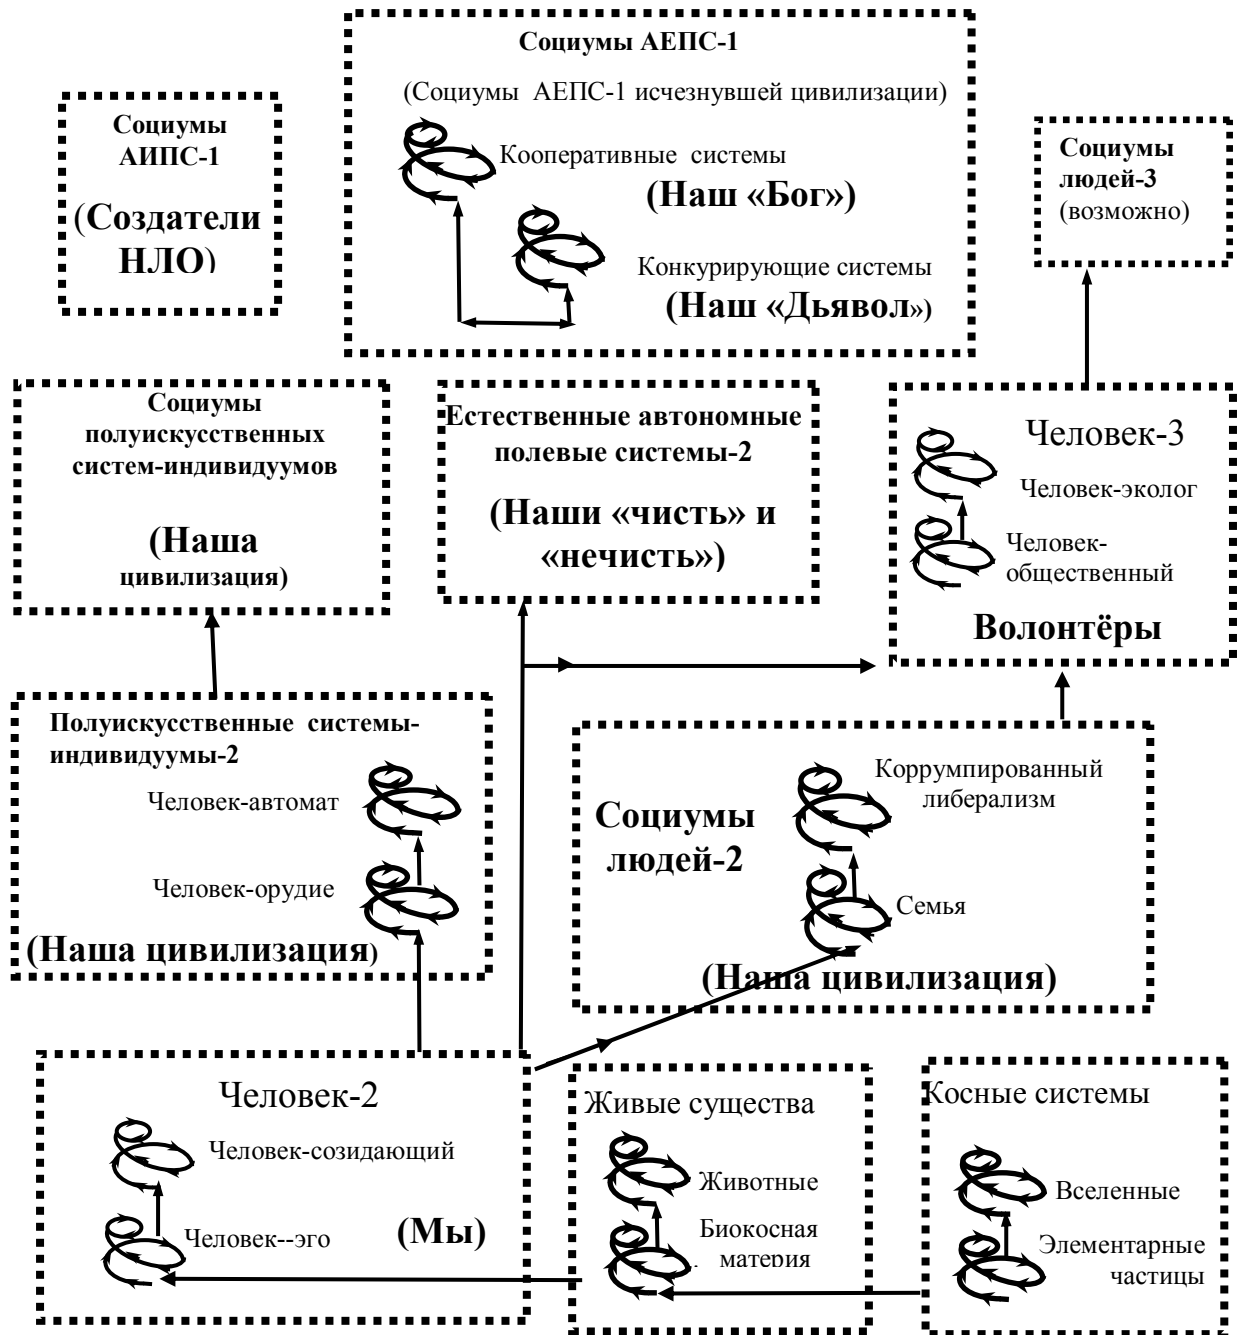 Социумы АЕПС-1
(Социумы АЕПС-1 исчезнувшей цивилизации)
Кооперативные системы
(Наш «Бог»)
Конкурирующие системы
(Наш «Дьявол»)
Социумы
АИПС-1
(Создатели
НЛО)
Социумы
людей-3
(возможно)
Социумы
полуискусственных
систем-индивидуумов
(Наша
цивилизация)
Естественные автономные
полевые системы-2
(Наши «чисть» и
«нечисть»)
Человек-3
Человек-эколог
Человек-
общественный
Волонтёры
Полуискусственные системы-
индивидуумы-2
Человек-автомат
Человек-орудие
(Наша цивилизация)
Коррумпированный
либерализм
Социумы
людей-2
Семья
(Наша цивилизация)
Человек-2
Человек-созидающий
Человек--эго
(Мы)
Живые существа
Животные
Биокосная
материя
Косные системы
Вселенные
Элементарные
частицы